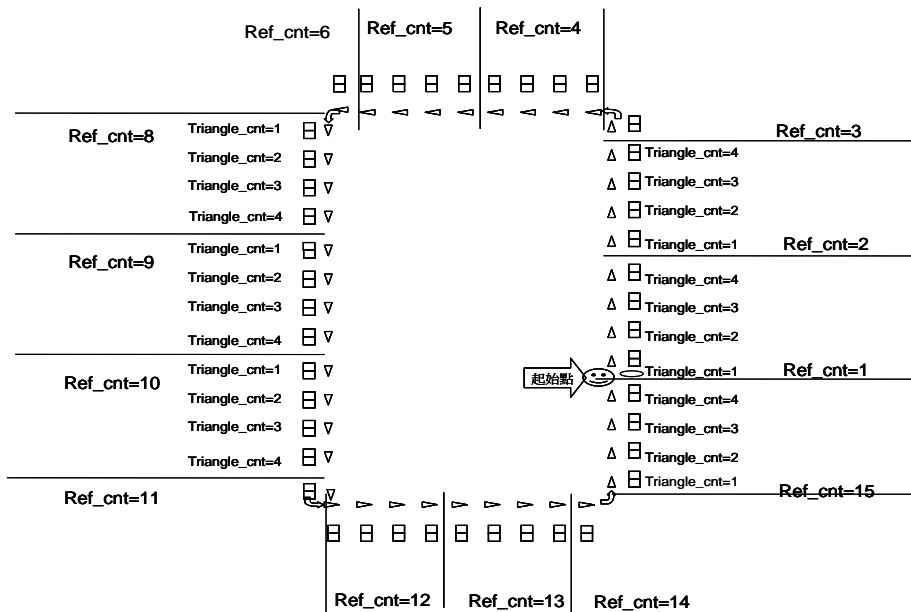 Ref_cnt=6
Ref_cnt=5
Ref_cnt=4
Ref_cnt=8
Triangle_cnt=1
Triangle_cnt=2
Triangle_cnt=3
Triangle_cnt=4
Ref_cnt=9
Triangle_cnt=1
Triangle_cnt=2
Triangle_cnt=3
Triangle_cnt=4
Ref_cnt=10
Triangle_cnt=1
Triangle_cnt=2
Triangle_cnt=3
Triangle_cnt=4
Ref_cnt=11
Ref_cnt=3
Triangle_cnt=4
Triangle_cnt=3
Triangle_cnt=2
Triangle_cnt=1
Ref_cnt=2
Triangle_cnt=4
Triangle_cnt=3
Triangle_cnt=2
Triangle_cnt=1
Ref_cnt=1
起始點
Triangle_cnt=4
Triangle_cnt=3
Triangle_cnt=2
Triangle_cnt=1
Ref_cnt=15
Ref_cnt=12
Ref_cnt=13
Ref_cnt=14